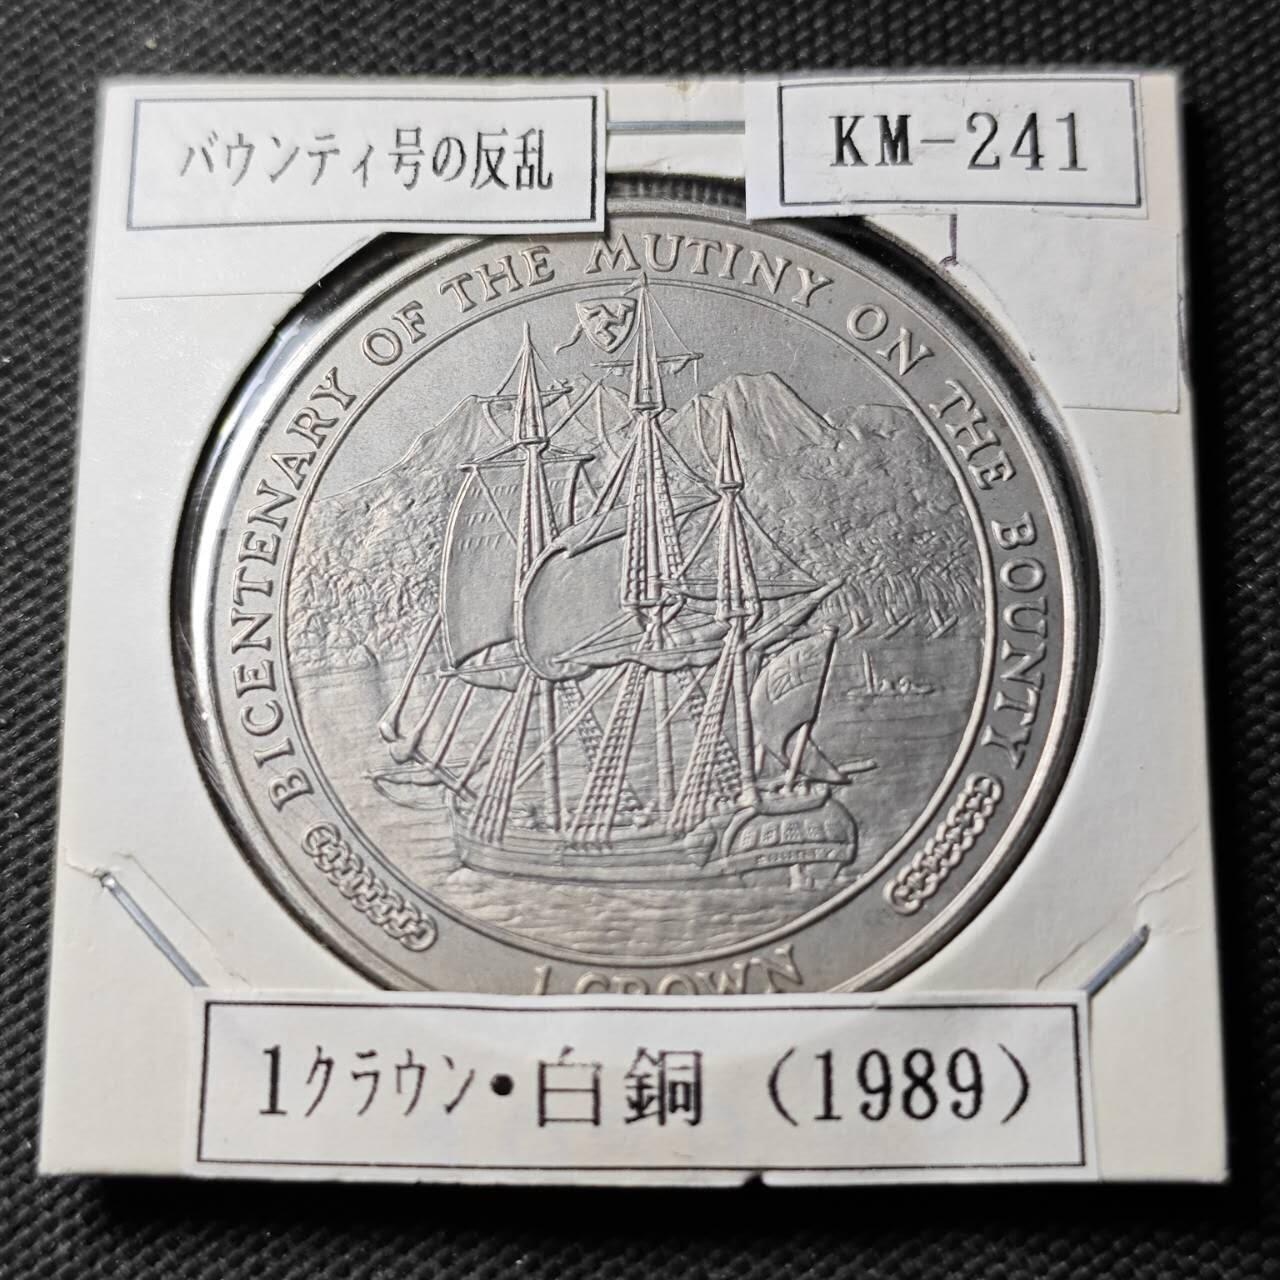 バウンティ号の反乱
KM-241
BICENTENARY OF THE MUTINY ON THE BOUNTY
BOUNTY
1 CROWN
1クラウン・白銅（1989）